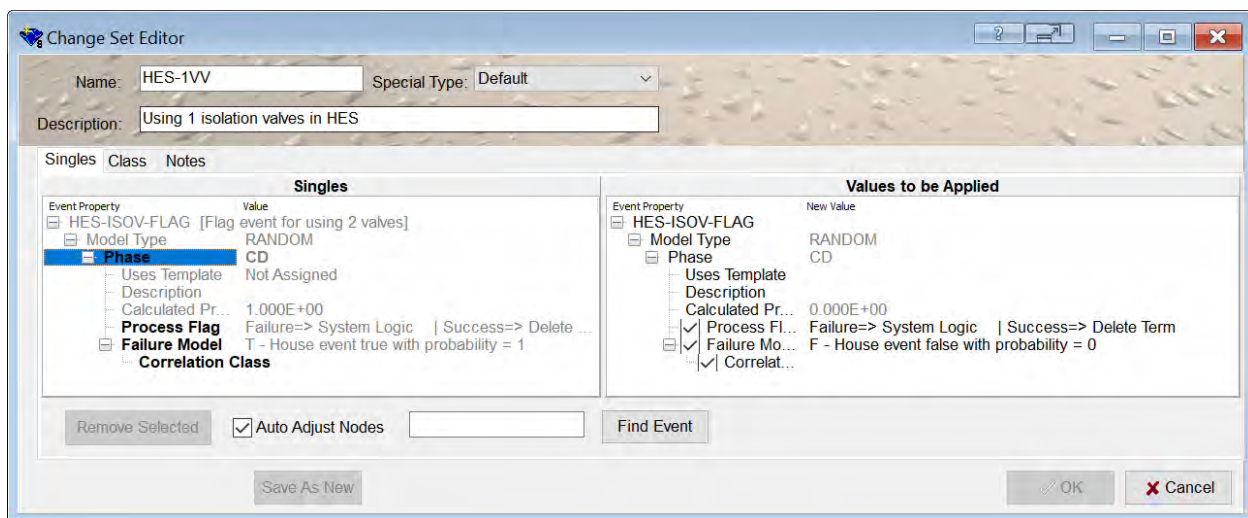 Change Set Editor
Name: HES-1VV Special Type: Default
Description: Using 1 isolation valves in HES
Singles Class Notes
Singles Values to be Applied
Event Property Value Event Property New Value
HES-ISOV-FLAG [Flag event for using 2 valves] HES-ISOV-FLAG
Model Type RANDOM Model Type RANDOM
Phase CD Phase CD
Uses Template Not Assigned Uses Template
Description Description
Calculated Pr... 1.000E+00 Calculated Pr... 0.000E+00
Process Flag Failure=> System Logic | Success=> Delete ... Process Fl... Failure=> System Logic | Success=> Delete Term
Failure Model T - House event true with probability = 1 Failure Mo... F - House event false with probability = 0
Correlation Class Correlat...
Remove Selected Auto Adjust Nodes Find Event
Save As New OK Cancel